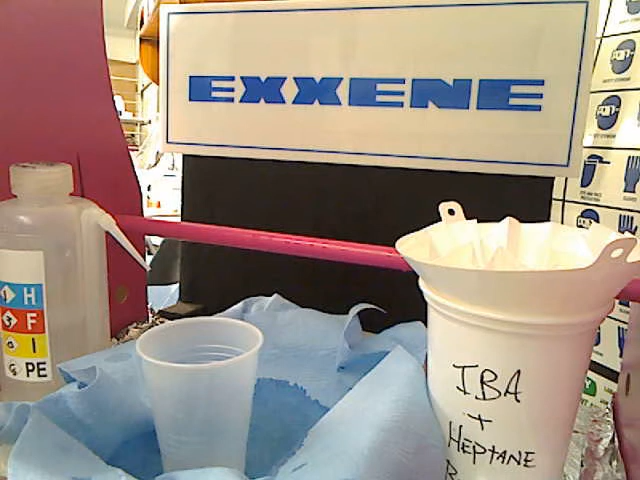 EXXENE
H
F
I
PE
IBA
+
HEPTANE